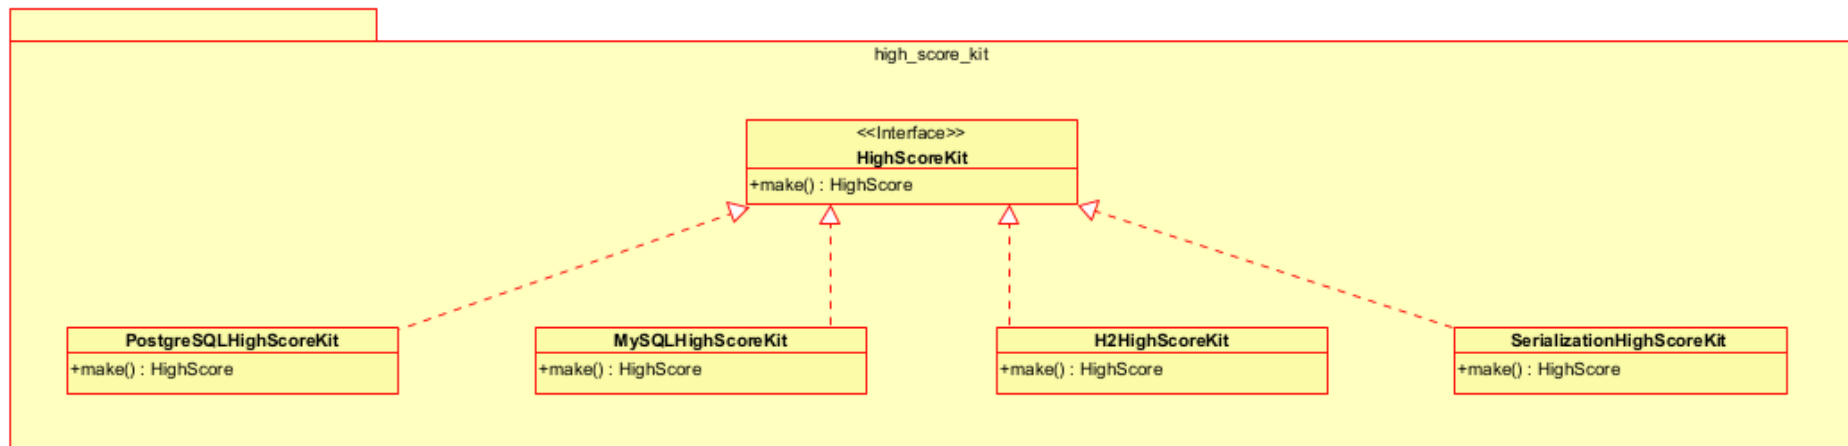 high_score_kit
<<Interface>>
HighScoreKit
+make() : HighScore
PostgreSQLHighScoreKit
+make() : HighScore
MySQLHighScoreKit
+make() : HighScore
H2HighScoreKit
+make() : HighScore
SerializationHighScoreKit
+make() : HighScore